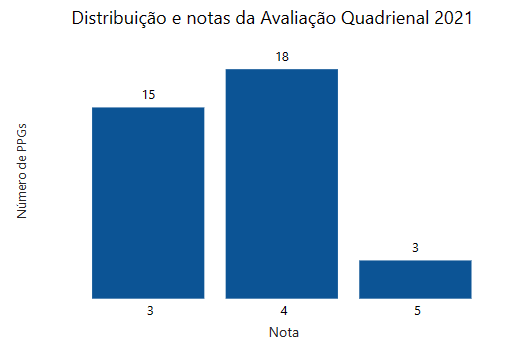 Distribuição e notas da Avaliação Quadrienal 2021
Número de PPGs
15
18
3
3
4
5
Nota